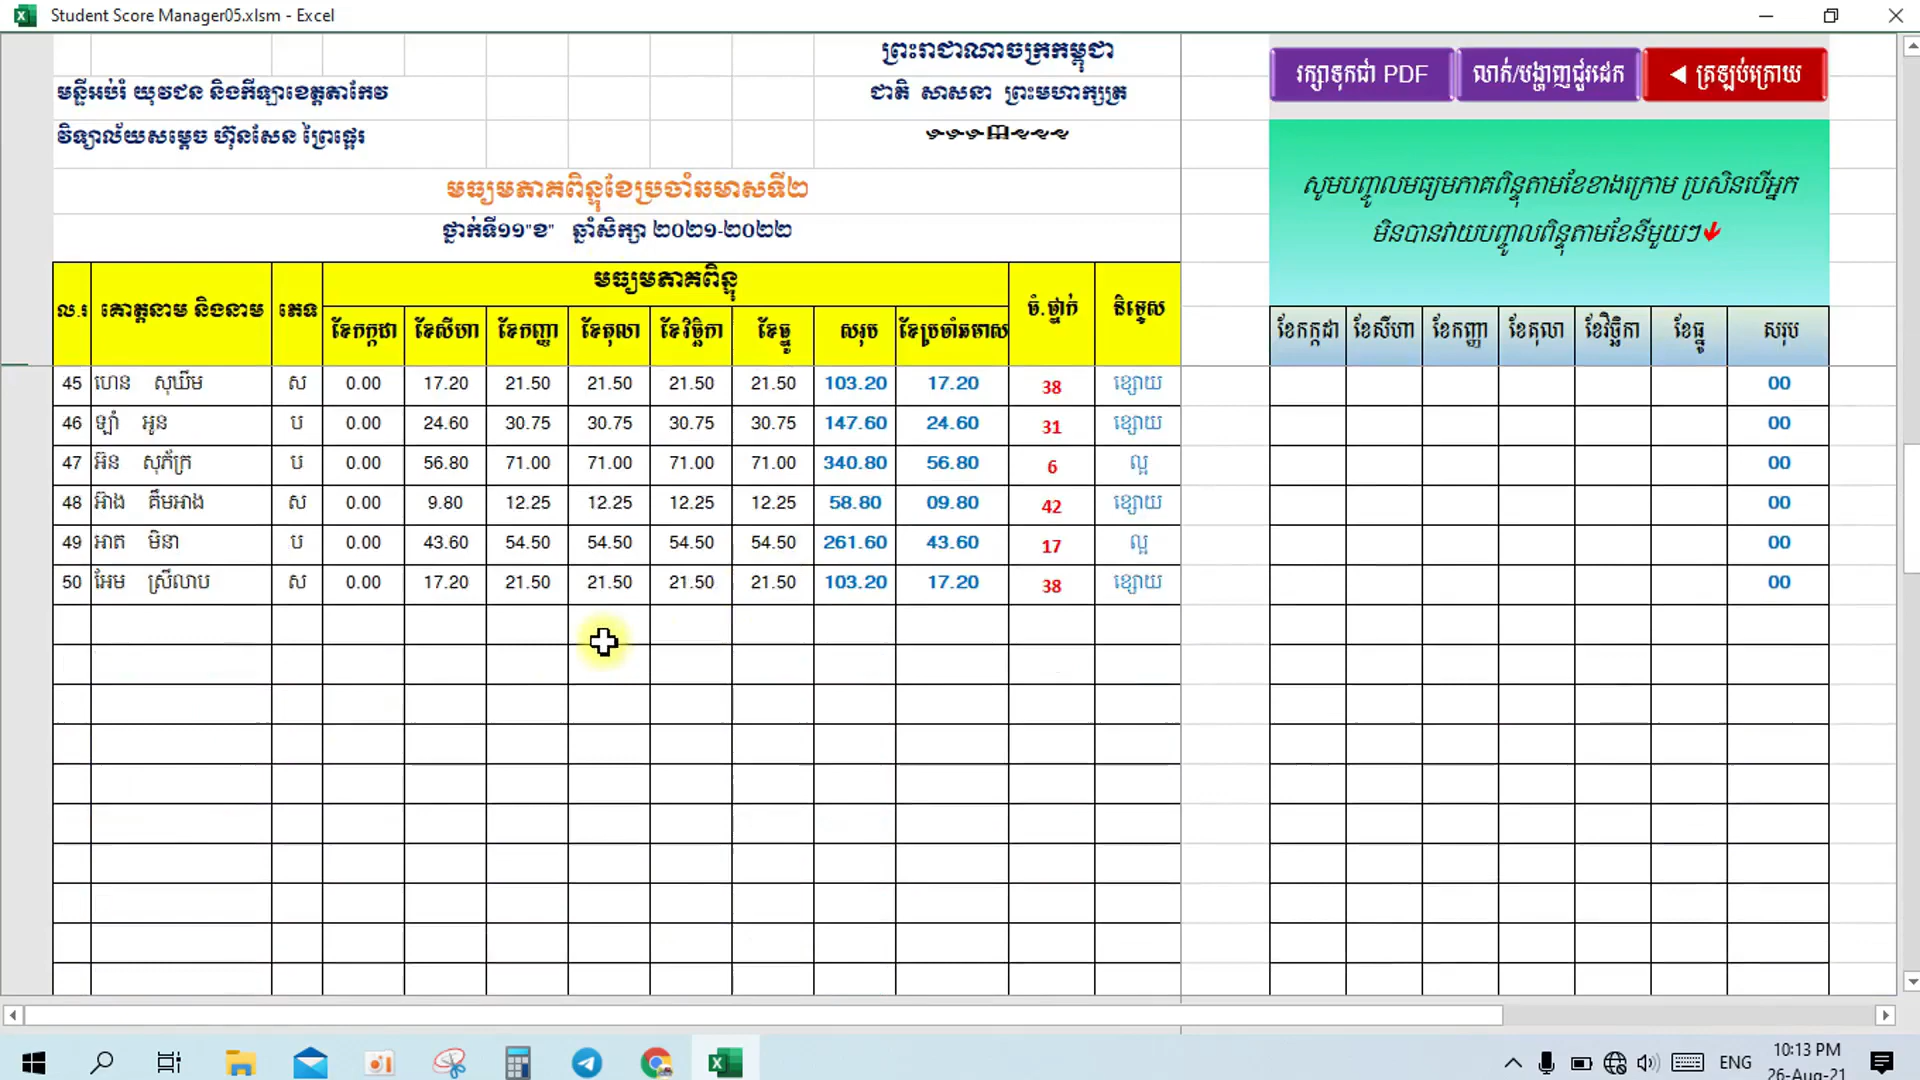 Student Score Manager05.xlsm - Excel
ព្រះរាជាណាចក្រកម្ពុជា
មន្ទីរអប់រំ យុវជន និងកីឡាខេត្តតាកែវ
ជាតិ សាសនា ព្រះមហាក្សត្រ
វិទ្យាល័យសម្តេច ហ៊ុនសែន ព្រៃផ្អេរ
រក្សាទុកជា PDF
លាក់/បង្ហាញជួរដេក
◀ ត្រឡប់ក្រោយ
មធ្យមភាគពិន្ទុខែប្រចាំឆមាសទី២
ថ្នាក់ទី១១"ខ" ឆ្នាំសិក្សា ២០២១-២០២២
សូមបញ្ចូលមធ្យមភាគពិន្ទុតាមខែខាងក្រោម ប្រសិនបើអ្នក
មិនបានវាយបញ្ចូលពិន្ទុតាមខែនីមួយៗ
ល.រ គោត្តនាម និងនាម ភេទ មធ្យមភាគពិន្ទុ ចំ.ថ្នាក់ និទ្ទេស
ខែកក្កដា ខែសីហា ខែកញ្ញា ខែតុលា ខែវិច្ឆិកា ខែធ្នូ សរុប ខែប្រចាំឆមាស
ខែកក្កដា ខែសីហា ខែកញ្ញា ខែតុលា ខែវិច្ឆិកា ខែធ្នូ សរុប
45 ហេន សុឃីម ស 0.00 17.20 21.50 21.50 21.50 21.50 103.20 17.20 38 ខ្សោយ 00
46 ឡាំ អូន ប 0.00 24.60 30.75 30.75 30.75 30.75 147.60 24.60 31 ខ្សោយ 00
47 អ៊ន សុភ័ក្រ ប 0.00 56.80 71.00 71.00 71.00 71.00 340.80 56.80 6 ល្អ 00
48 អ៊ាង គឹមអាង ស 0.00 9.80 12.25 12.25 12.25 12.25 58.80 09.80 42 ខ្សោយ 00
49 អាត មិនា ប 0.00 43.60 54.50 54.50 54.50 54.50 261.60 43.60 17 ល្អ 00
50 អែម ស្រីលាប ស 0.00 17.20 21.50 21.50 21.50 21.50 103.20 17.20 38 ខ្សោយ 00
ENG
10:13 PM
26-Aug-21